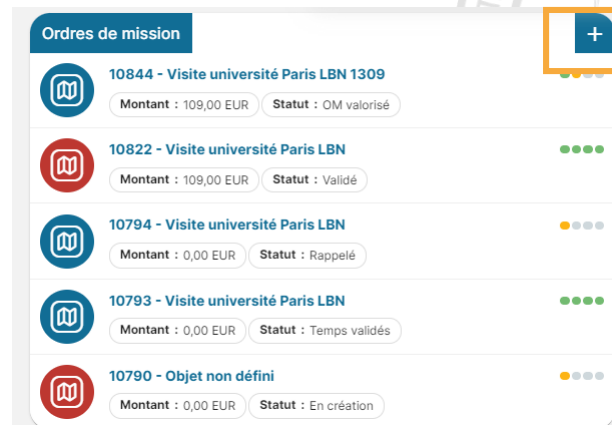 Ordres de mission
+
10844 - Visite université Paris LBN 1309
Montant : 109,00 EUR Statut : OM valorisé
10822 - Visite université Paris LBN
Montant : 109,00 EUR Statut : Validé
10794 - Visite université Paris LBN
Montant : 0,00 EUR Statut : Rappelé
10793 - Visite université Paris LBN
Montant : 0,00 EUR Statut : Temps validés
10790 - Objet non défini
Montant : 0,00 EUR Statut : En création